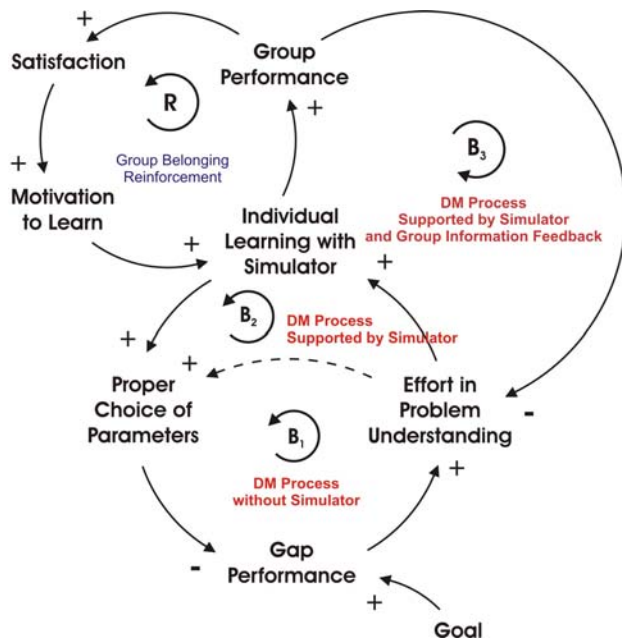 +
Satisfaction
Group
Performance
R
+
+
Group Belonging
Reinforcement
B3
Motivation
to Learn
DM Process
Supported by Simulator
and Group Information Feedback
Individual
Learning with
Simulator
+
+
B2
DM Process
Supported by Simulator
+
+
Proper
Choice of
Parameters
Effort in
Problem
Understanding
-
B1
+
DM Process
without Simulator
-
Gap
Performance
+
Goal